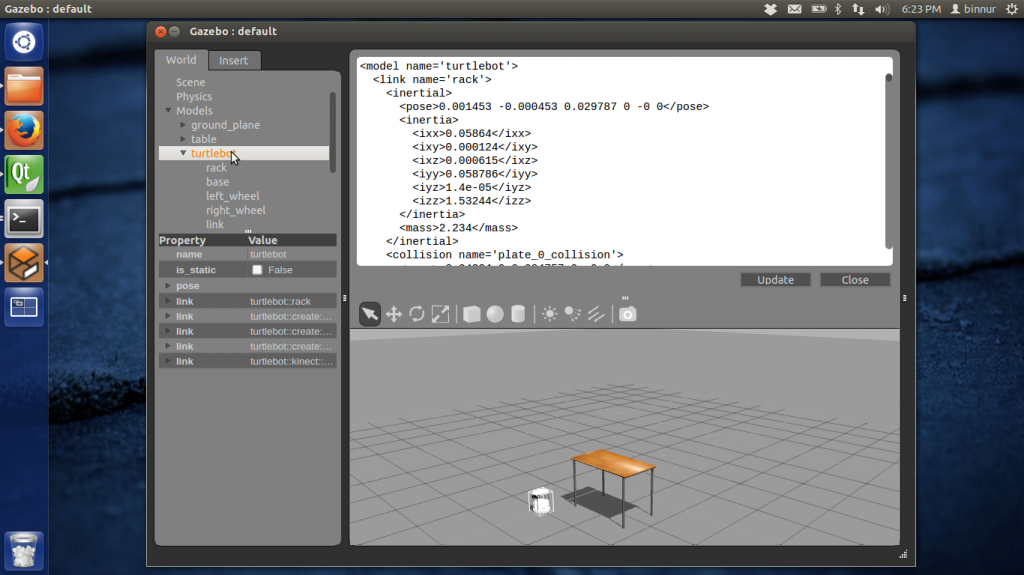 Gazebo : default
6:23 PM
binnur
Gazebo : default
World
Insert
Scene
Physics
Models
ground_plane
table
turtlebot
rack
base
left_wheel
right_wheel
link
Property Value
name turtlebot
is_static False
pose
link turtlebot::rack
link turtlebot::create:...
link turtlebot::create:...
link turtlebot::create:...
link turtlebot::kinect::...
<model name='turtlebot'>
<link name='rack'>
<inertial>
<pose>0.001453 -0.000453 0.029787 0 -0 0</pose>
<inertia>
<ixx>0.05864</ixx>
<ixy>0.000124</ixy>
<ixz>0.000615</ixz>
<iyy>0.058786</iyy>
<iyz>1.4e-05</iyz>
<izz>1.53244</izz>
</inertia>
<mass>2.234</mass>
</inertial>
<collision name='plate_0_collision'>
Update
Close
Qt
>_